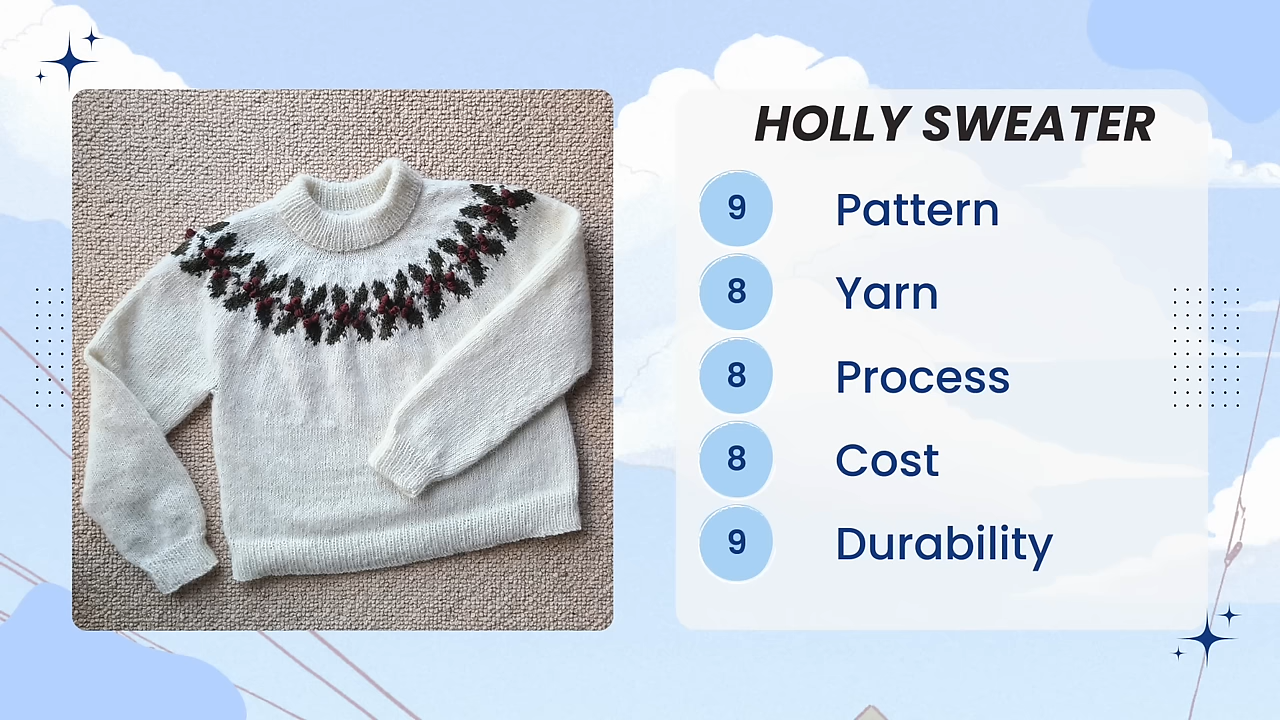 HOLLY SWEATER
9 Pattern
8 Yarn
8 Process
8 Cost
9 Durability